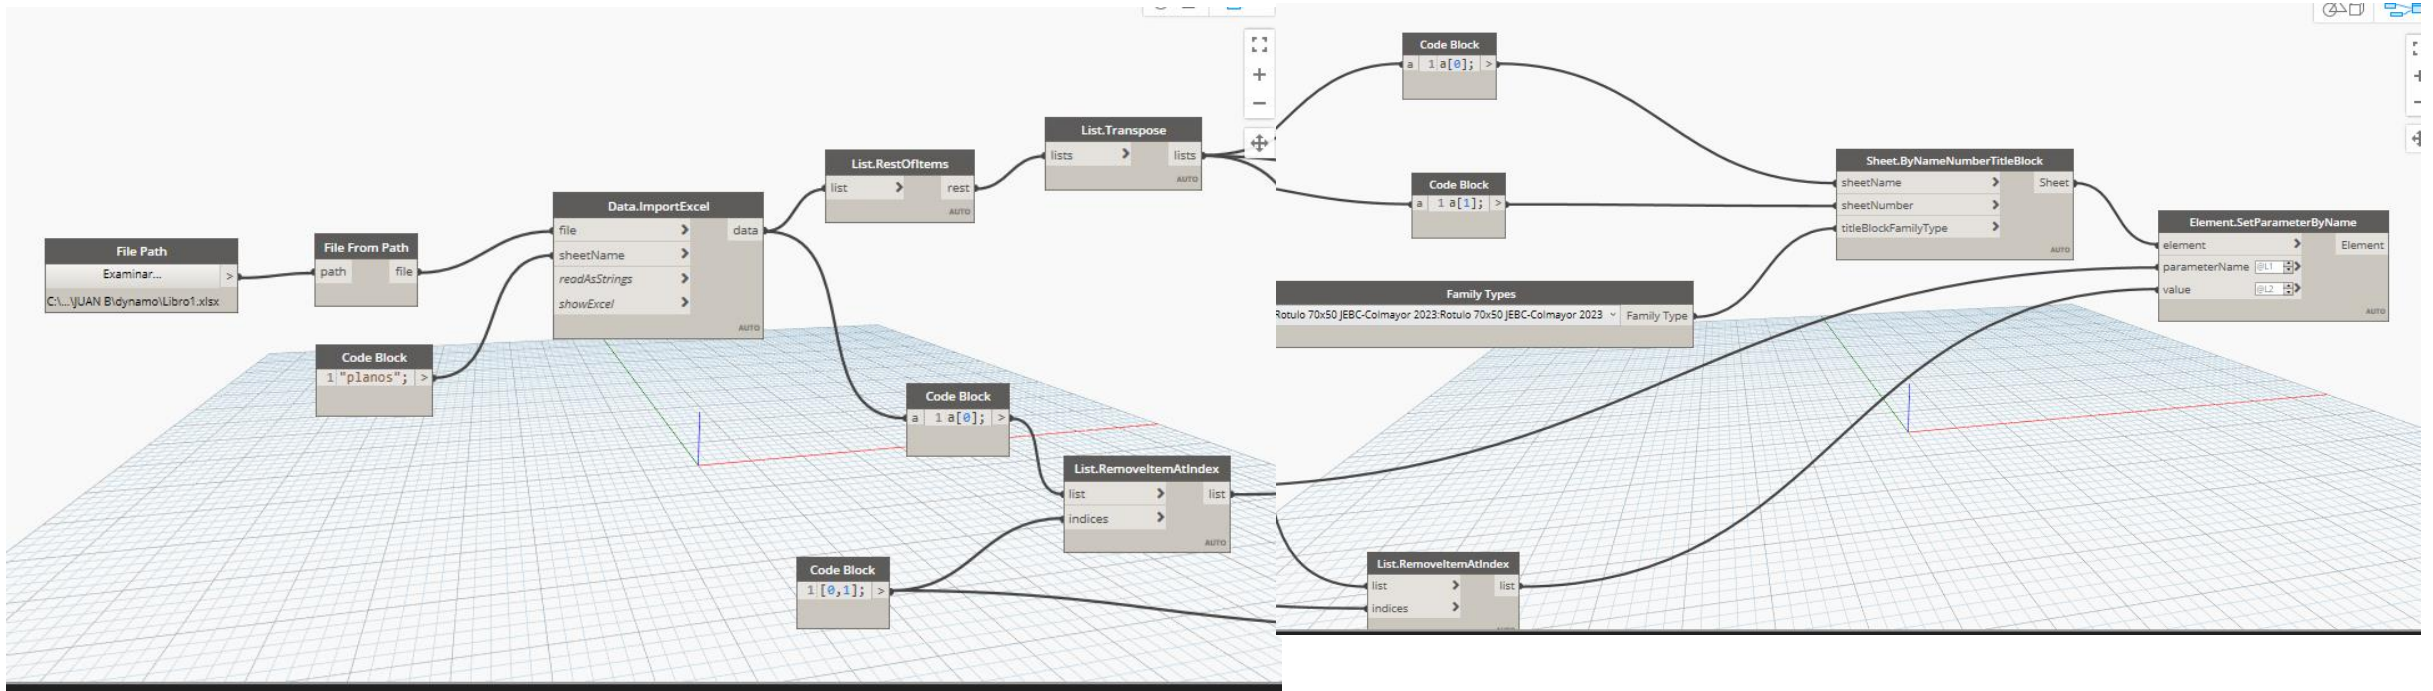 File Path
Examinar...
>
C:\...\JUAN B\dynamo\Libro1.xlsx
File From Path
path file
Code Block
1 "planos"; >
Data.ImportExcel
file data
sheetName
readAsStrings
showExcel
AUTO
List.RestOfItems
list rest
AUTO
List.Transpose
lists lists
AUTO
Code Block
a 1 a[0]; >
List.RemoveItemAtIndex
list list
indices
AUTO
Code Block
1 [0,1]; >
Code Block
a 1 a[0]; >
Code Block
a 1 a[1]; >
Family Types
Rotulo 70x50 JEBC-Colmayor 2023:Rotulo 70x50 JEBC-Colmayor 2023 Family Type
Sheet.ByNameNumberTitleBlock
sheetName Sheet
sheetNumber
titleBlockFamilyType
AUTO
Element.SetParameterByName
element Element
parameterName @L1
value @L2
AUTO
List.RemoveItemAtIndex
list list
indices
AUTO